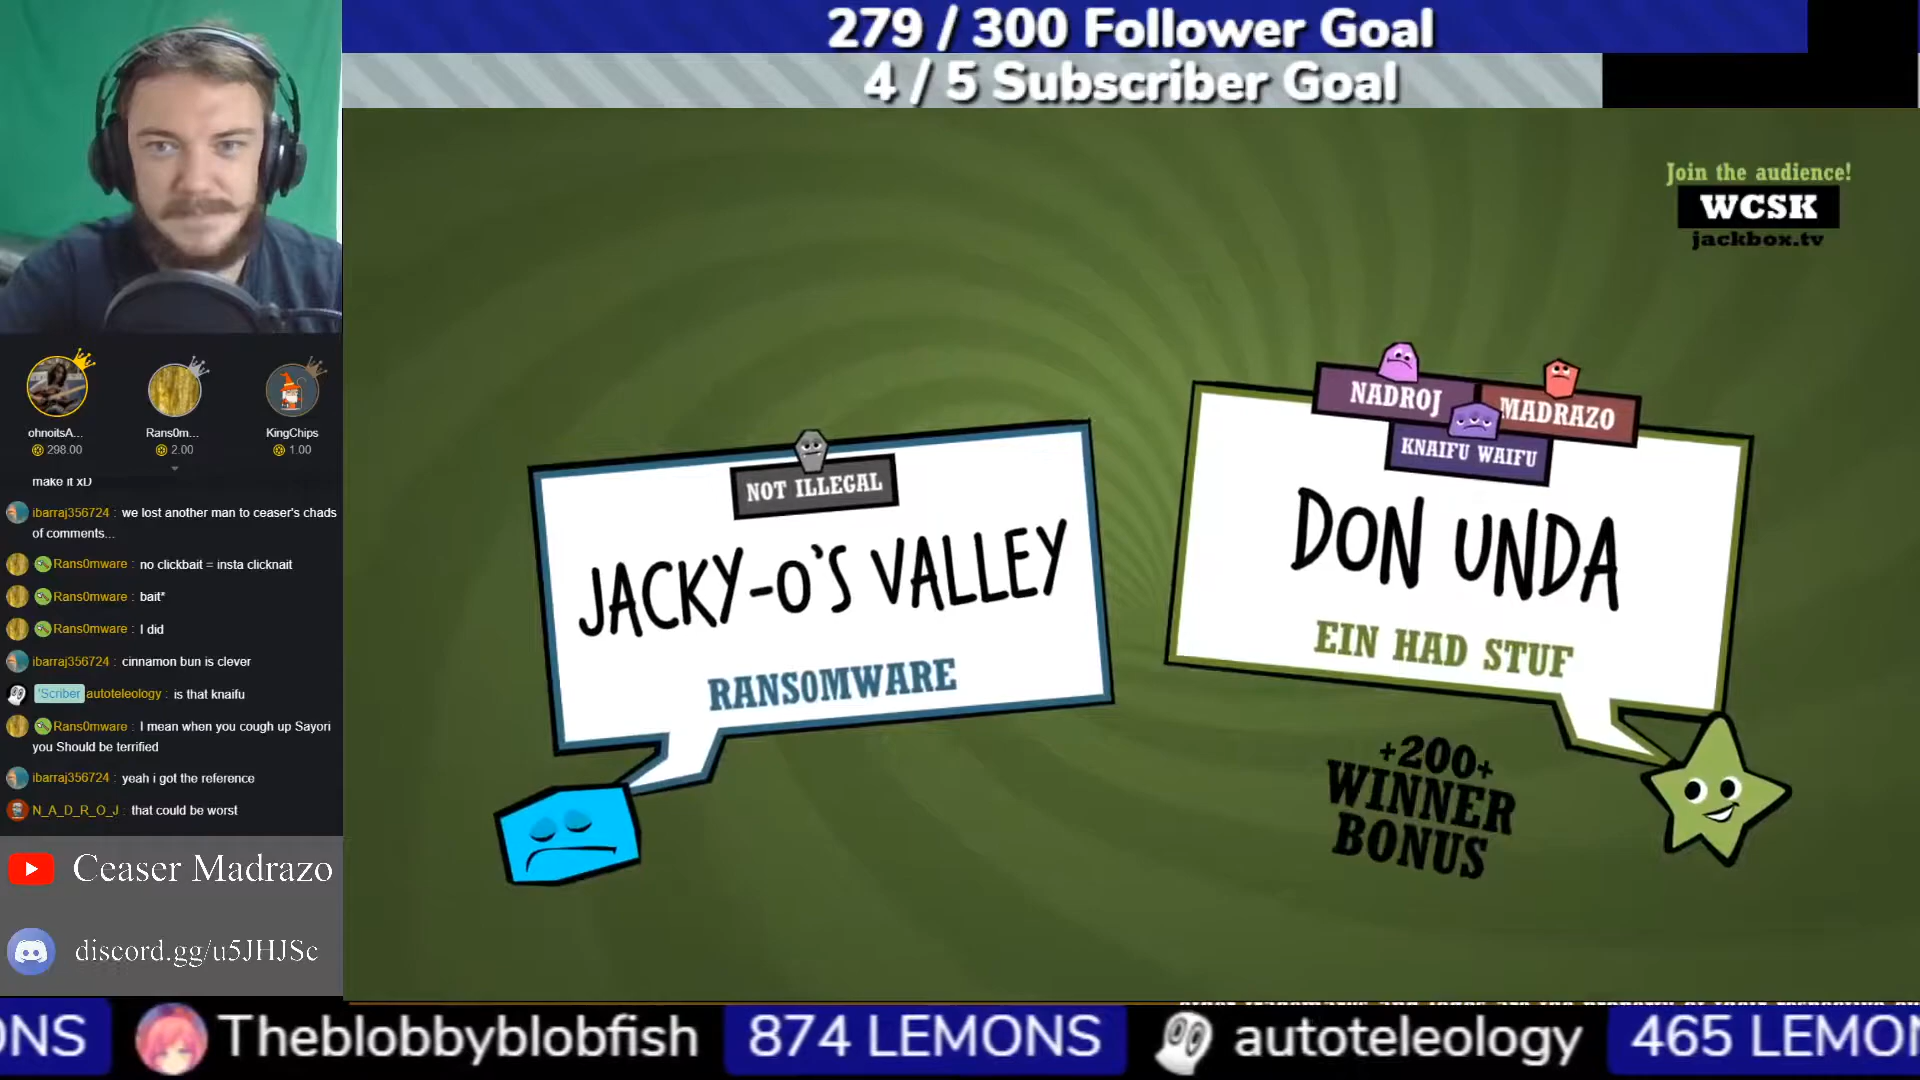 279 / 300 Follower Goal
4 / 5 Subscriber Goal
Join the audience!
WCSK
jackbox.tv
ohnoitsA...
298.00
Rans0m...
2.00
KingChips
1.00
make it xD
ibarraj356724 : we lost another man to ceaser's chads
of comments...
Rans0mware : no clickbait = insta clicknait
Rans0mware : bait*
Rans0mware : I did
ibarraj356724 : cinnamon bun is clever
'Scriber autoteleology : is that knaifu
Rans0mware : I mean when you cough up Sayori
you Should be terrified
ibarraj356724 : yeah i got the reference
N_A_D_R_O_J : that could be worst
NOT ILLEGAL
JACKY-O'S VALLEY
RANSOMWARE
NADROJ
MADRAZO
KNAIFU WAIFU
DON UNDA
EIN HAD STUF
+200+
WINNER
BONUS
Ceaser Madrazo
discord.gg/u5JHJSc
ONS Theblobbyblobfish 874 LEMONS autoteleology 465 LEMON